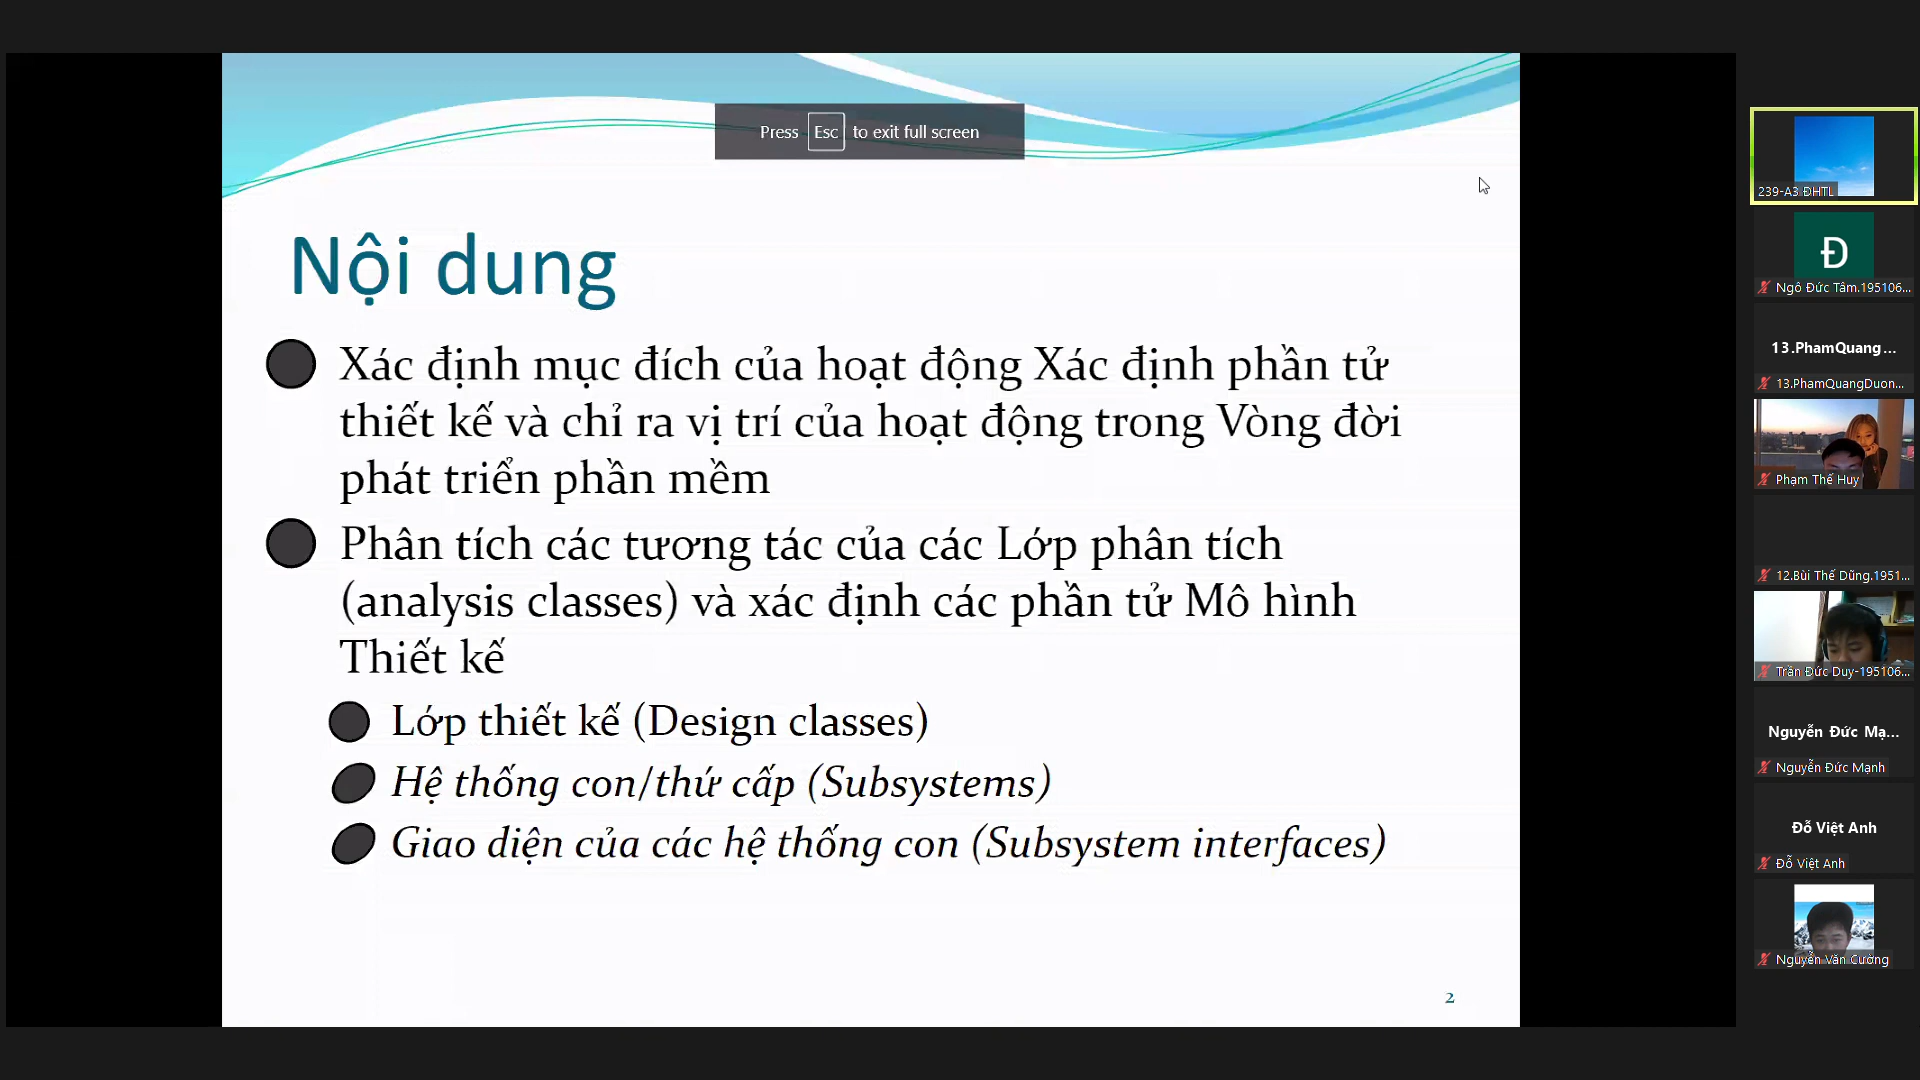 Press Esc to exit full screen
Nội dung
Xác định mục đích của hoạt động Xác định phần tử
thiết kế và chỉ ra vị trí của hoạt động trong Vòng đời
phát triển phần mềm
Phân tích các tương tác của các Lớp phân tích
(analysis classes) và xác định các phần tử Mô hình
Thiết kế
Lớp thiết kế (Design classes)
Hệ thống con/thứ cấp (Subsystems)
Giao diện của các hệ thống con (Subsystem interfaces)
2
239-A3 ĐHTL
Đ
Ngô Đức Tâm.195106...
13.PhamQuang...
13.PhamQuangDuon...
Phạm Thế Huy
12.Bùi Thế Dũng.1951...
Trần Đức Duy-195106...
Nguyễn Đức Mạ...
Nguyễn Đức Mạnh
Đỗ Việt Anh
Đỗ Việt Anh
Nguyễn Văn Cường